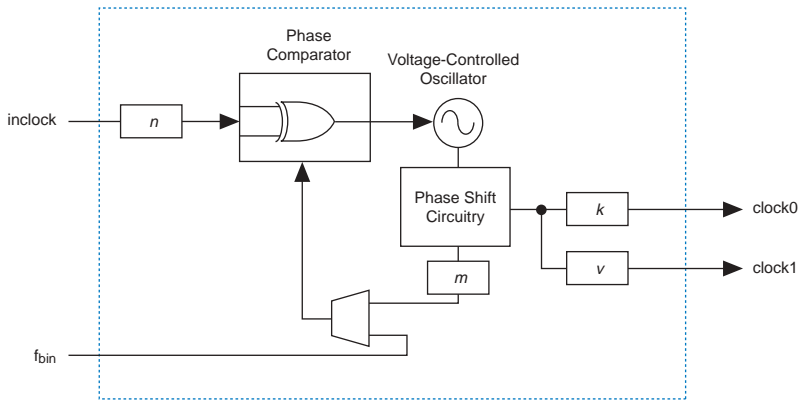 Phase
Comparator
Voltage-Controlled
Oscillator
inclock
n
Phase Shift
Circuitry
k
clock0
v
clock1
m
fbin